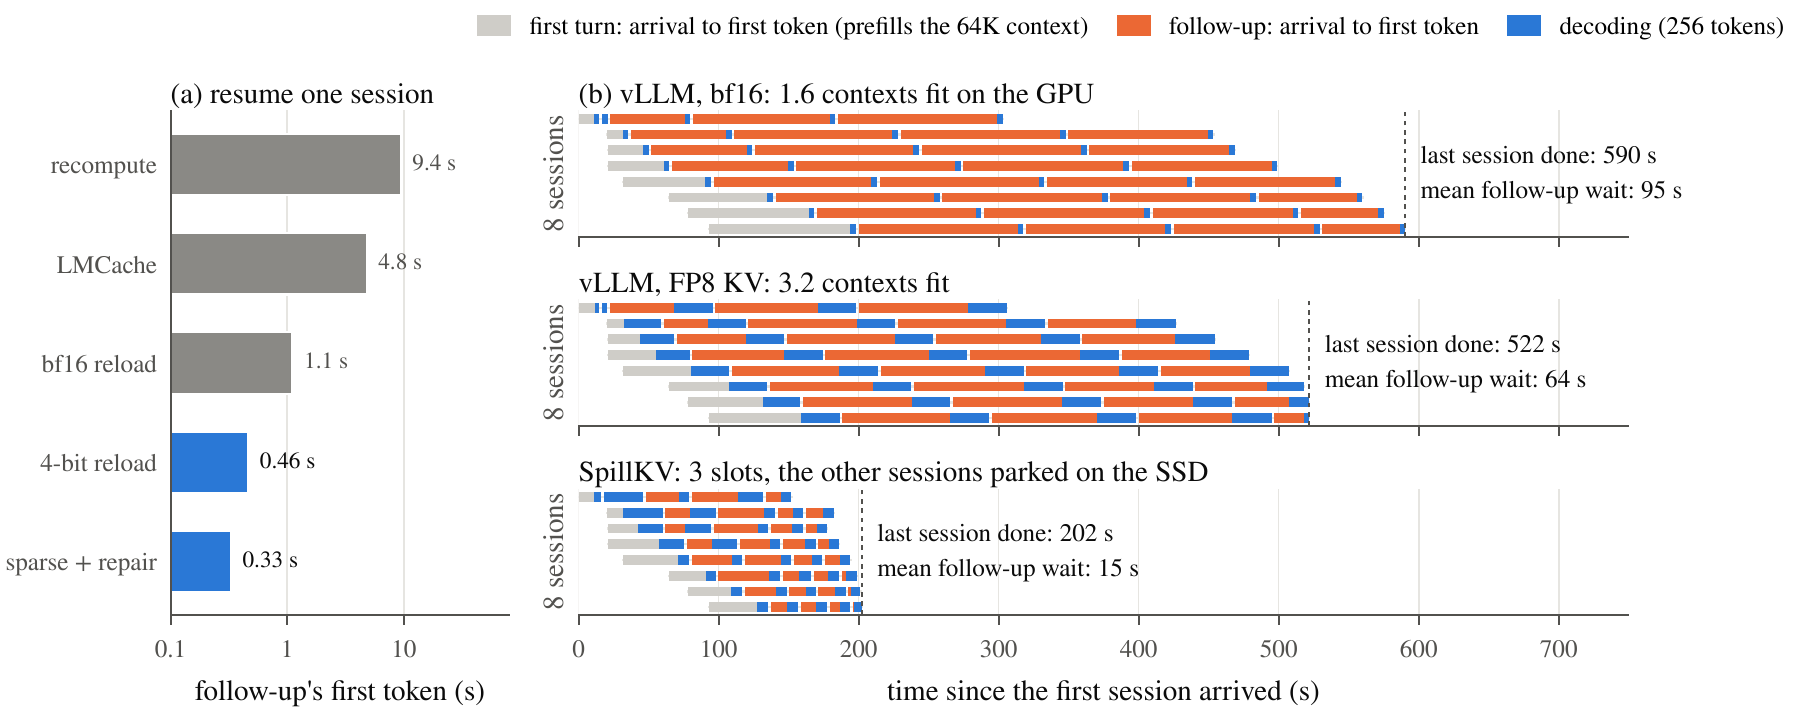 first turn: arrival to first token (prefills the 64K context)
follow-up: arrival to first token
decoding (256 tokens)
(a) resume one session
recompute
9.4 s
LMCache
4.8 s
bf16 reload
1.1 s
4-bit reload
0.46 s
sparse + repair
0.33 s
0.1
1
10
follow-up's first token (s)
(b) vLLM, bf16: 1.6 contexts fit on the GPU
8 sessions
last session done: 590 s
mean follow-up wait: 95 s
vLLM, FP8 KV: 3.2 contexts fit
8 sessions
last session done: 522 s
mean follow-up wait: 64 s
SpillKV: 3 slots, the other sessions parked on the SSD
8 sessions
last session done: 202 s
mean follow-up wait: 15 s
0
100
200
300
400
500
600
700
time since the first session arrived (s)